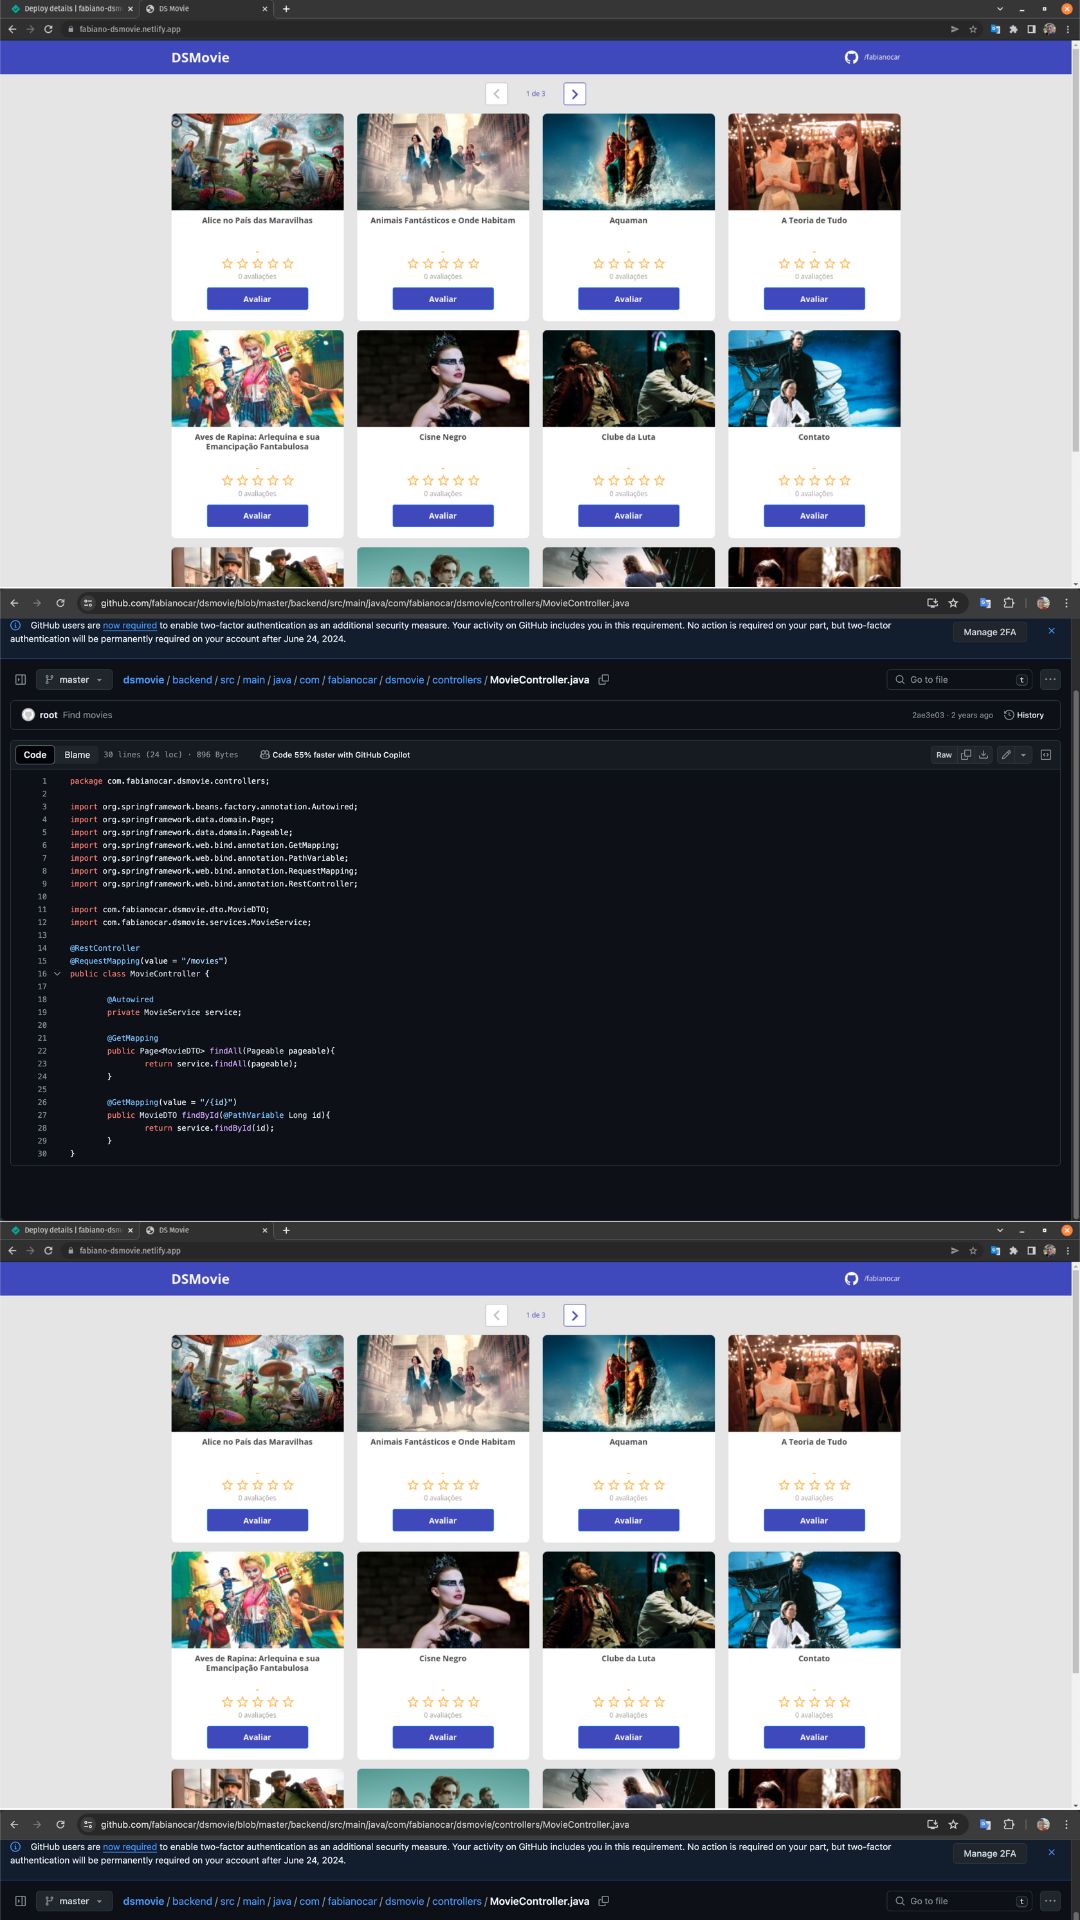 Deploy details | fabiano-dsm
DS Movie
fabiano-dsmovie.netlify.app
DSMovie
/fabianocar
1 de 3
Alice no País das Maravilhas
Animais Fantásticos e Onde Habitam
Aquaman
A Teoria de Tudo
- - - -
0 avaliações 0 avaliações 0 avaliações 0 avaliações
Avaliar Avaliar Avaliar Avaliar
Aves de Rapina: Arlequina e sua
Emancipação Fantabulosa
Cisne Negro
Clube da Luta
Contato
- - - -
0 avaliações 0 avaliações 0 avaliações 0 avaliações
Avaliar Avaliar Avaliar Avaliar
github.com/fabianocar/dsmovie/blob/master/backend/src/main/java/com/fabianocar/dsmovie/controllers/MovieController.java
GitHub users are now required to enable two-factor authentication as an additional security measure. Your activity on GitHub includes you in this requirement. No action is required on your part, but two-factor
authentication will be permanently required on your account after June 24, 2024.
Manage 2FA
master
dsmovie / backend / src / main / java / com / fabianocar / dsmovie / controllers / MovieController.java
Go to file
t
root Find movies
2ae3e03 · 2 years ago
History
Code Blame 30 lines (24 loc) · 896 Bytes
Code 55% faster with GitHub Copilot
Raw
1 package com.fabianocar.dsmovie.controllers;
2
3 import org.springframework.beans.factory.annotation.Autowired;
4 import org.springframework.data.domain.Page;
5 import org.springframework.data.domain.Pageable;
6 import org.springframework.web.bind.annotation.GetMapping;
7 import org.springframework.web.bind.annotation.PathVariable;
8 import org.springframework.web.bind.annotation.RequestMapping;
9 import org.springframework.web.bind.annotation.RestController;
10
11 import com.fabianocar.dsmovie.dto.MovieDTO;
12 import com.fabianocar.dsmovie.services.MovieService;
13
14 @RestController
15 @RequestMapping(value = "/movies")
16 public class MovieController {
17
18 @Autowired
19 private MovieService service;
20
21 @GetMapping
22 public Page<MovieDTO> findAll(Pageable pageable){
23 return service.findAll(pageable);
24 }
25
26 @GetMapping(value = "/{id}")
27 public MovieDTO findById(@PathVariable Long id){
28 return service.findById(id);
29 }
30 }
Deploy details | fabiano-dsm
DS Movie
fabiano-dsmovie.netlify.app
DSMovie
/fabianocar
1 de 3
Alice no País das Maravilhas
Animais Fantásticos e Onde Habitam
Aquaman
A Teoria de Tudo
- - - -
0 avaliações 0 avaliações 0 avaliações 0 avaliações
Avaliar Avaliar Avaliar Avaliar
Aves de Rapina: Arlequina e sua
Emancipação Fantabulosa
Cisne Negro
Clube da Luta
Contato
- - - -
0 avaliações 0 avaliações 0 avaliações 0 avaliações
Avaliar Avaliar Avaliar Avaliar
github.com/fabianocar/dsmovie/blob/master/backend/src/main/java/com/fabianocar/dsmovie/controllers/MovieController.java
GitHub users are now required to enable two-factor authentication as an additional security measure. Your activity on GitHub includes you in this requirement. No action is required on your part, but two-factor
authentication will be permanently required on your account after June 24, 2024.
Manage 2FA
master
dsmovie / backend / src / main / java / com / fabianocar / dsmovie / controllers / MovieController.java
Go to file
t